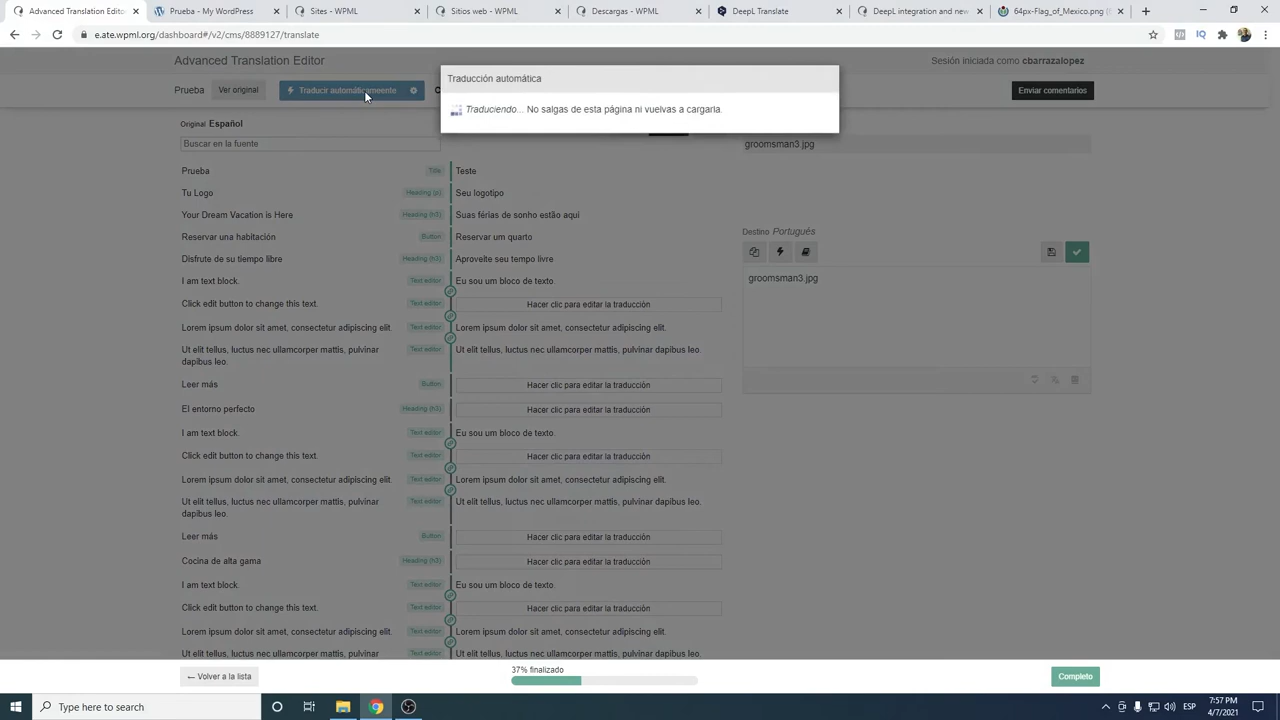 Advanced Translation Editor
Prueba – My WordPress
Sites - WPML
Sitios web - WPML
Descargas - WPML
DeepL Translate
DeepL integration and new
64px-Flag_of_Mexico.png (
e.ate.wpml.org/dashboard#/v2/cms/8889127/translate
Advanced Translation Editor
Sesión iniciada como cbarrazalopez
Traducción automática
Prueba
Ver original
Traducir automáticamente
Enviar comentarios
Traduciendo... No salgas de esta página ni vuelvas a cargarla.
Original Español
Buscar en la fuente
groomsman3.jpg
Prueba Title Teste
Tu Logo Heading (p) Seu logotipo
Your Dream Vacation is Here Heading (h1) Suas férias de sonho estão aqui
Reservar una habitación Button Reservar um quarto
Destino Portugués
Disfrute de su tiempo libre Heading (h3) Aproveite seu tempo livre
I am text block. Text editor Eu sou um bloco de texto.
groomsman3.jpg
Click edit button to change this text. Text editor Hacer clic para editar la traducción
Lorem ipsum dolor sit amet, consectetur adipiscing elit. Text editor Lorem ipsum dolor sit amet, consectetur adipiscing elit.
Ut elit tellus, luctus nec ullamcorper mattis, pulvinar Text editor Ut elit tellus, luctus nec ullamcorper mattis, pulvinar dapibus leo.
dapibus leo.
Leer más Button Hacer clic para editar la traducción
El entorno perfecto Heading (h3) Hacer clic para editar la traducción
I am text block. Text editor Eu sou um bloco de texto.
Click edit button to change this text. Text editor Hacer clic para editar la traducción
Lorem ipsum dolor sit amet, consectetur adipiscing elit. Text editor Lorem ipsum dolor sit amet, consectetur adipiscing elit.
Ut elit tellus, luctus nec ullamcorper mattis, pulvinar Text editor Ut elit tellus, luctus nec ullamcorper mattis, pulvinar dapibus leo.
dapibus leo.
Leer más Button Hacer clic para editar la traducción
Cocina de alta gama Heading (h3) Hacer clic para editar la traducción
I am text block. Text editor Eu sou um bloco de texto.
Click edit button to change this text. Text editor Hacer clic para editar la traducción
Lorem ipsum dolor sit amet, consectetur adipiscing elit. Text editor Lorem ipsum dolor sit amet, consectetur adipiscing elit.
Ut elit tellus, luctus nec ullamcorper mattis, pulvinar Text editor Ut elit tellus, luctus nec ullamcorper mattis, pulvinar dapibus leo.
← Volver a la lista
37% finalizado
Completo
Type here to search
ESP
7:57 PM
4/7/2021